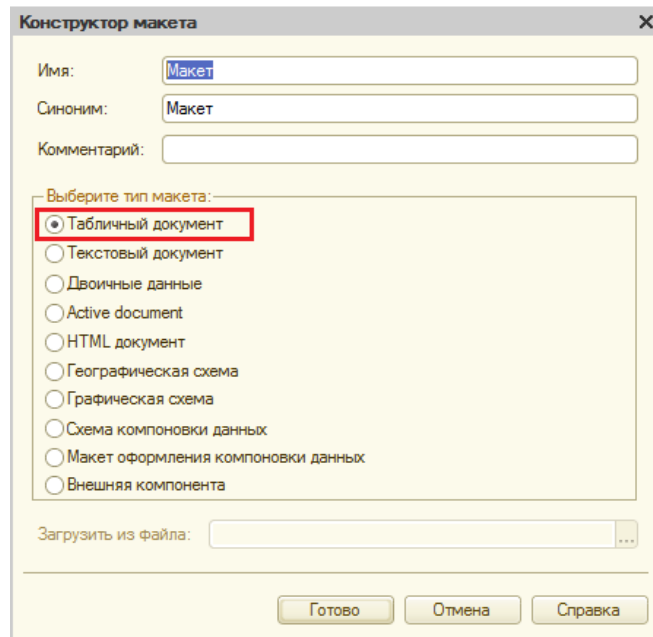 Конструктор макета
Имя: Макет
Синоним: Макет
Комментарий:
Выберите тип макета:
Табличный документ
Текстовый документ
Двоичные данные
Active document
HTML документ
Географическая схема
Графическая схема
Схема компоновки данных
Макет оформления компоновки данных
Внешняя компонента
Загрузить из файла: ...
Готово Отмена Справка